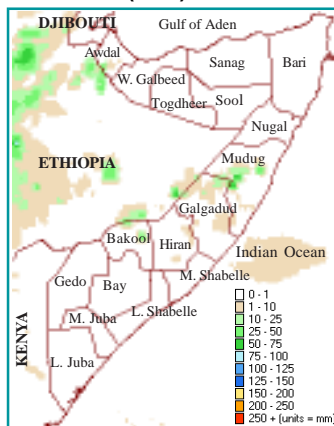 DJIBOUTI
Gulf of Aden
Awdal
Sanag
Bari
W. Galbeed
Togdheer
Sool
Nugal
ETHIOPIA
Mudug
Galgadud
Bakool
Hiran
Indian Ocean
Gedo
Bay
M. Shabelle
L. Shabelle
M. Juba
KENYA
L. Juba
0 - 1
1 - 10
10 - 25
25 - 50
50 - 75
75 - 100
100 - 125
125 - 150
150 - 200
200 - 250
250 + (units = mm)